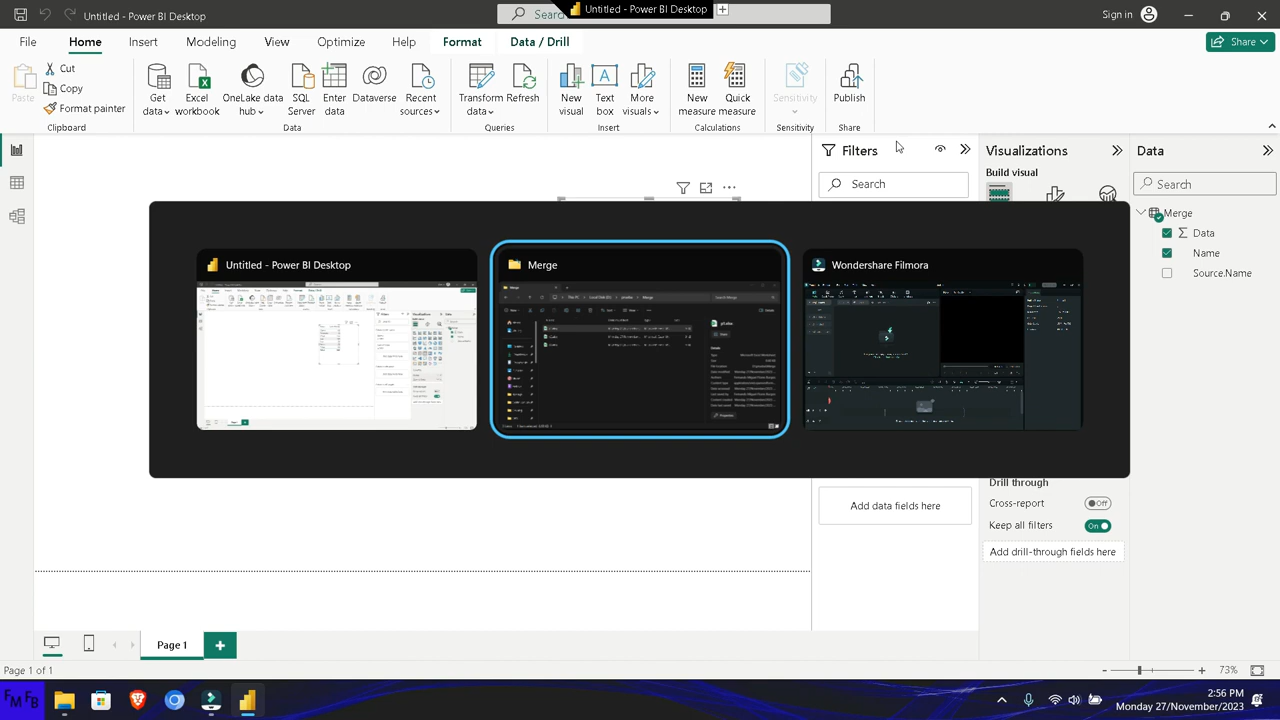 Untitled - Power BI Desktop
Search
Untitled - Power BI Desktop
Sign in
File
Home
Insert
Modeling
View
Optimize
Help
Format
Data / Drill
Share
Paste
Cut
Copy
Format painter
Clipboard
Get data
Excel workbook
OneLake data hub
SQL Server
Enter data
Dataverse
Recent sources
Data
Transform data
Refresh
Queries
New visual
Text box
More visuals
Insert
New measure
Quick measure
Calculations
Sensitivity
Sensitivity
Publish
Share
Filters
Search
Visualizations
Build visual
Data
Search
Merge
Data
Name
Source.Name
Untitled - Power BI Desktop
Merge
Wondershare Filmora
Drill through
Cross-report
Off
Keep all filters
On
Add data fields here
Add drill-through fields here
Page 1
Page 1 of 1
73%
FM FB
2:56 PM
Monday 27/November/2023